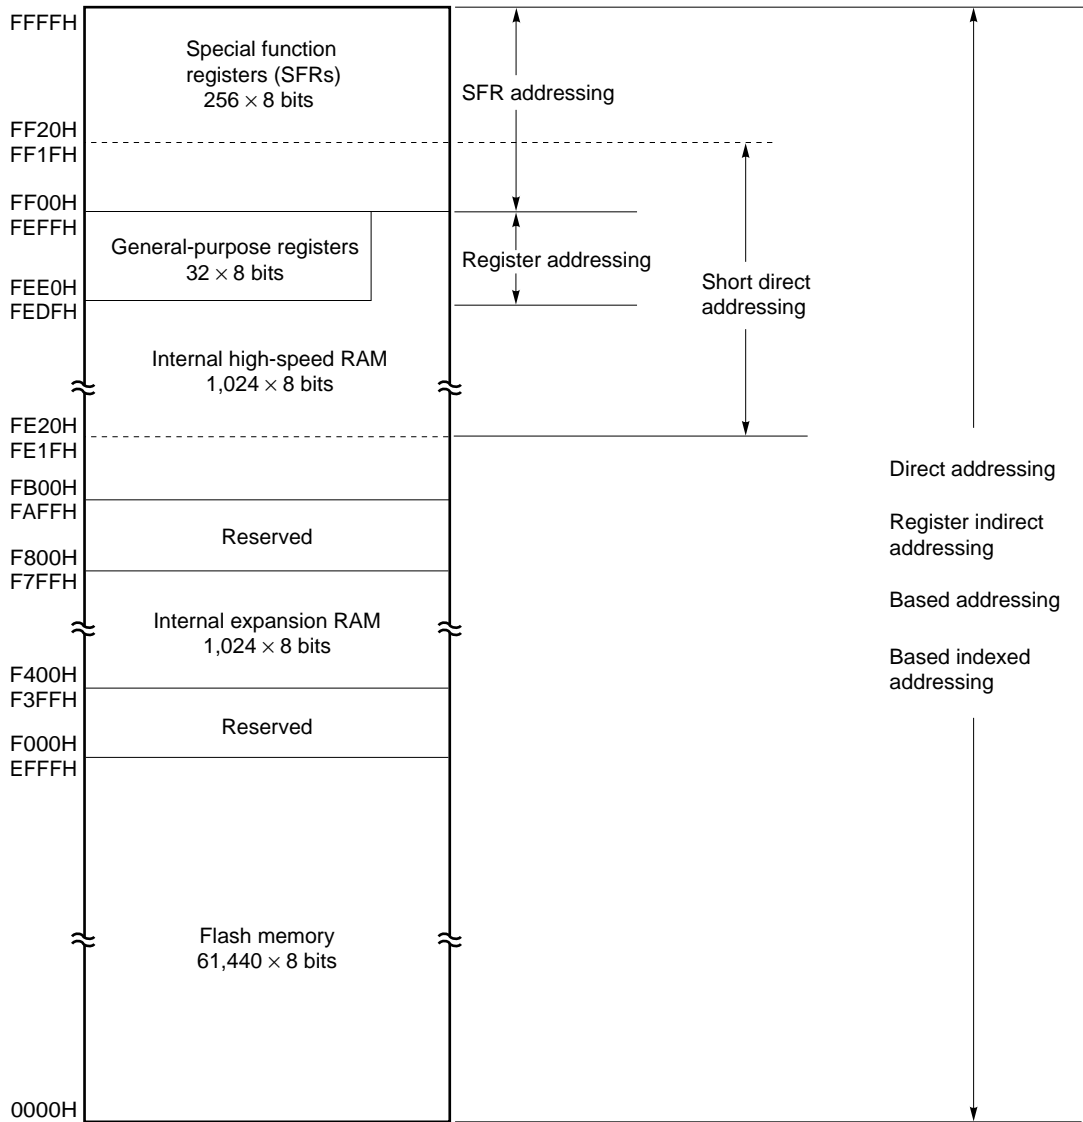 FFFFH
Special function
registers (SFRs)
256 × 8 bits
SFR addressing
FF20H
FF1FH
FF00H
FEFFH
General-purpose registers
32 × 8 bits
Register addressing
Short direct
addressing
FEE0H
FEDFH
Internal high-speed RAM
1,024 × 8 bits
FE20H
FE1FH
FB00H
FAFFH
Reserved
F800H
F7FFH
Internal expansion RAM
1,024 × 8 bits
F400H
F3FFH
Reserved
F000H
EFFFH
Flash memory
61,440 × 8 bits
0000H
Direct addressing
Register indirect
addressing
Based addressing
Based indexed
addressing